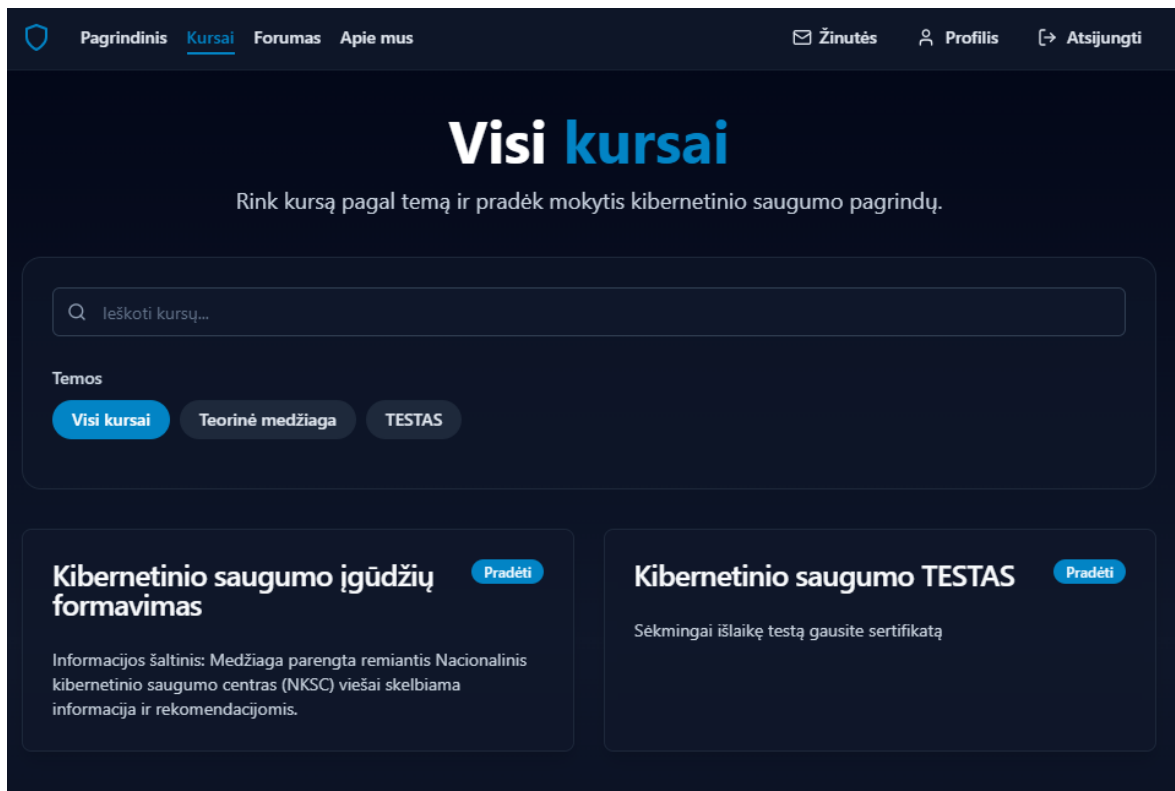 Pagrindinis Kursai Forumas Apie mus Žinutės Profilis Atsijungti
Visi kursai
Rink kursą pagal temą ir pradėk mokytis kibernetinio saugumo pagrindų.
Ieškoti kursų...
Temos
Visi kursai Teorinė medžiaga TESTAS
Kibernetinio saugumo įgūdžių
formavimas
Pradėti
Informacijos šaltinis: Medžiaga parengta remiantis Nacionalinis
kibernetinio saugumo centras (NKSC) viešai skelbiama
informacija ir rekomendacijomis.
Kibernetinio saugumo TESTAS
Pradėti
Sėkmingai išlaikę testą gausite sertifikatą